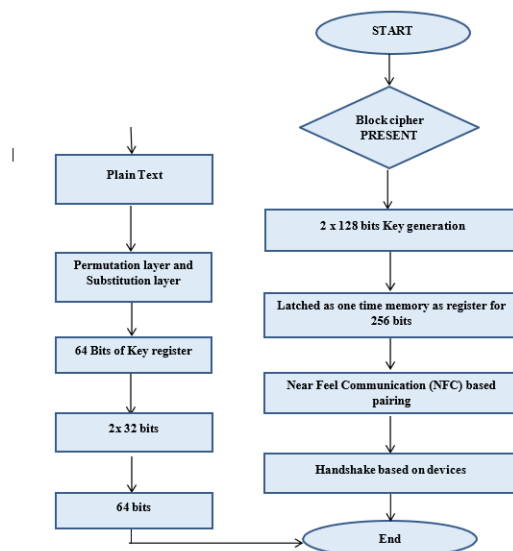 START
Block cipher
PRESENT
2 x 128 bits Key generation
Latched as one time memory as register for
256 bits
Near Feel Communication (NFC) based
pairing
Handshake based on devices
End
Plain Text
Permutation layer and
Substitution layer
64 Bits of Key register
2x 32 bits
64 bits